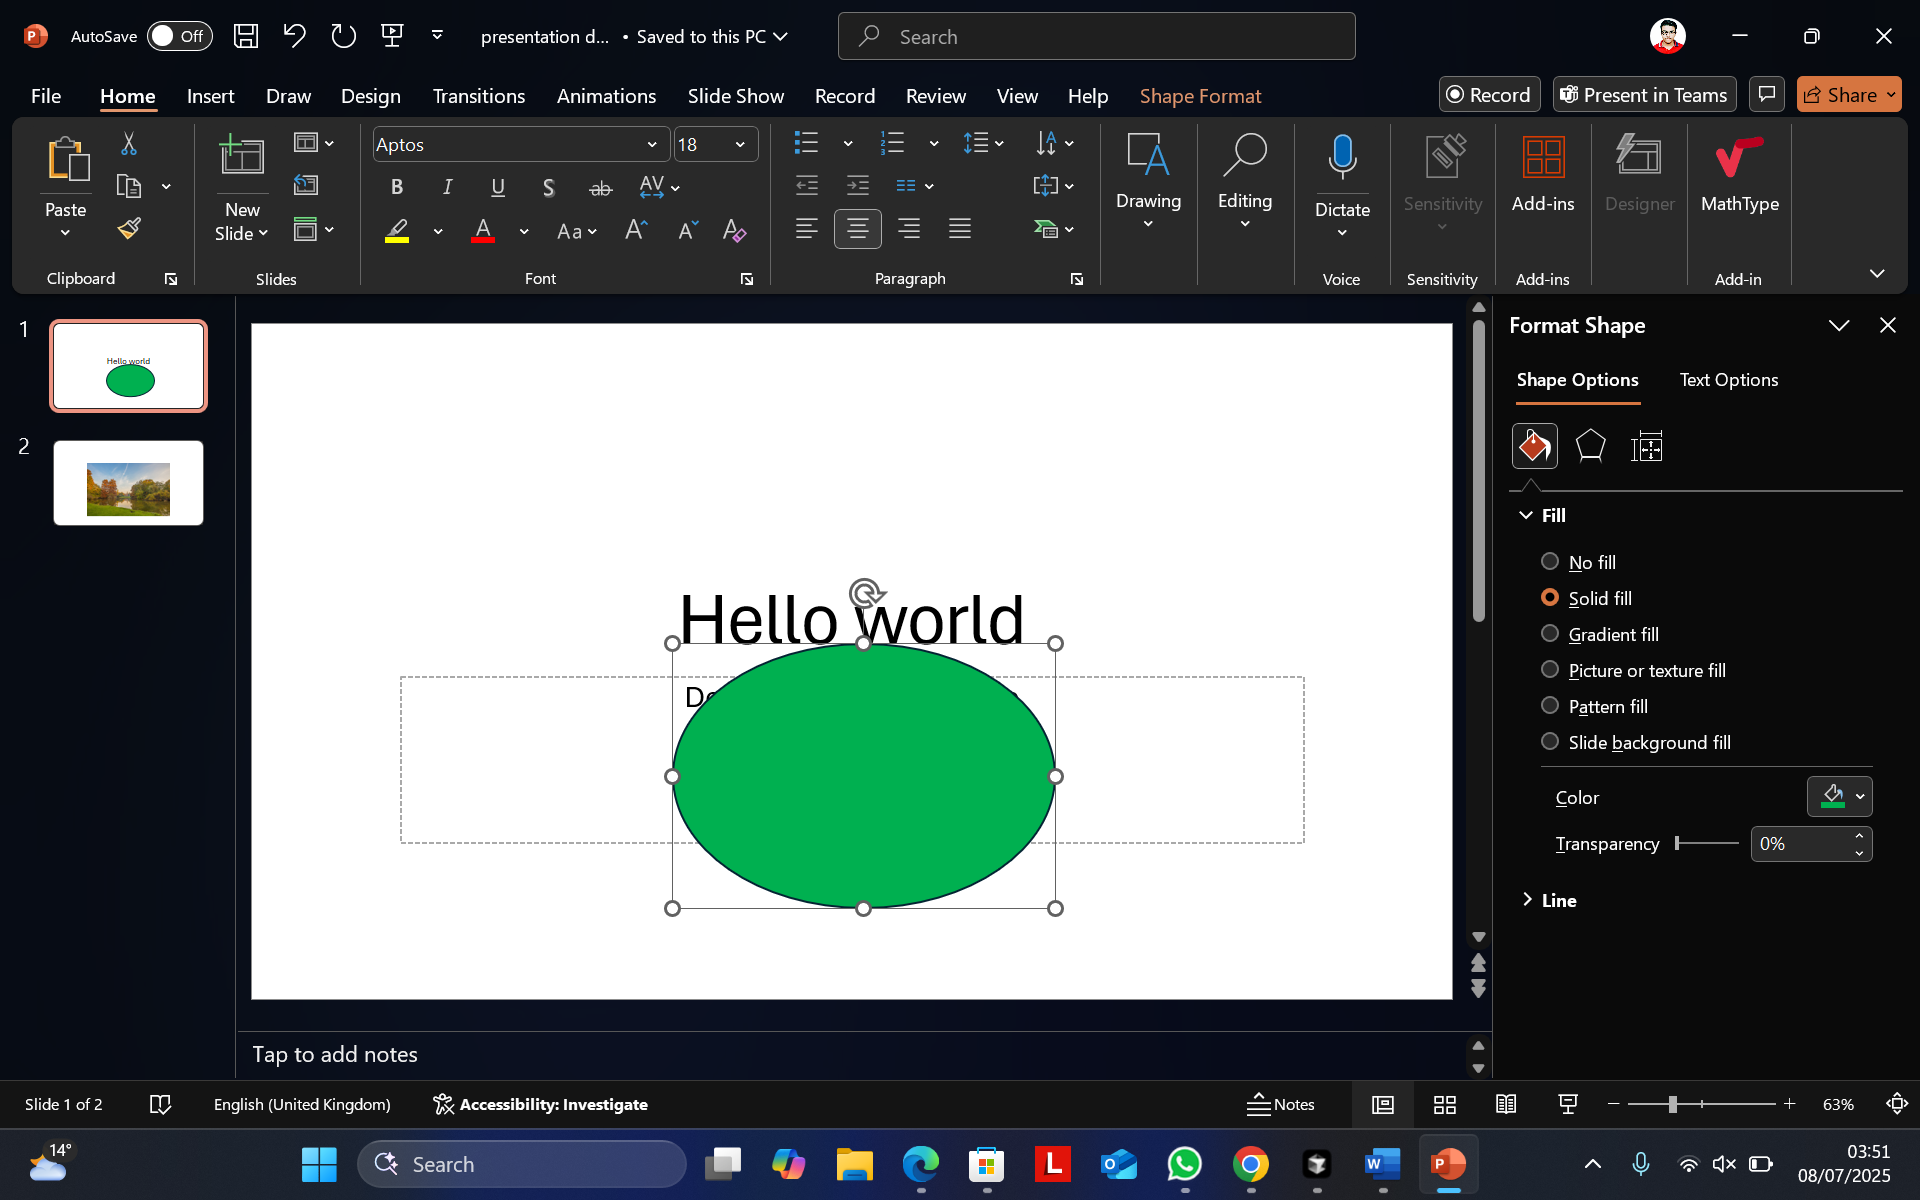 AutoSave Off presentation d... • Saved to this PC Search
File Home Insert Draw Design Transitions Animations Slide Show Record Review View Help Shape Format Record Present in Teams Share
Aptos 18
Paste
New Slide
Drawing Editing Dictate Sensitivity Add-ins Designer MathType
Clipboard Slides Font Paragraph Voice Sensitivity Add-ins Add-in
1
Hello world
2
Hello world
Format Shape
Shape Options Text Options
Fill
No fill
Solid fill
Gradient fill
Picture or texture fill
Pattern fill
Slide background fill
Color
Transparency 0%
Line
Tap to add notes
Slide 1 of 2 English (United Kingdom) Accessibility: Investigate Notes 63%
14° Search 03:51
08/07/2025